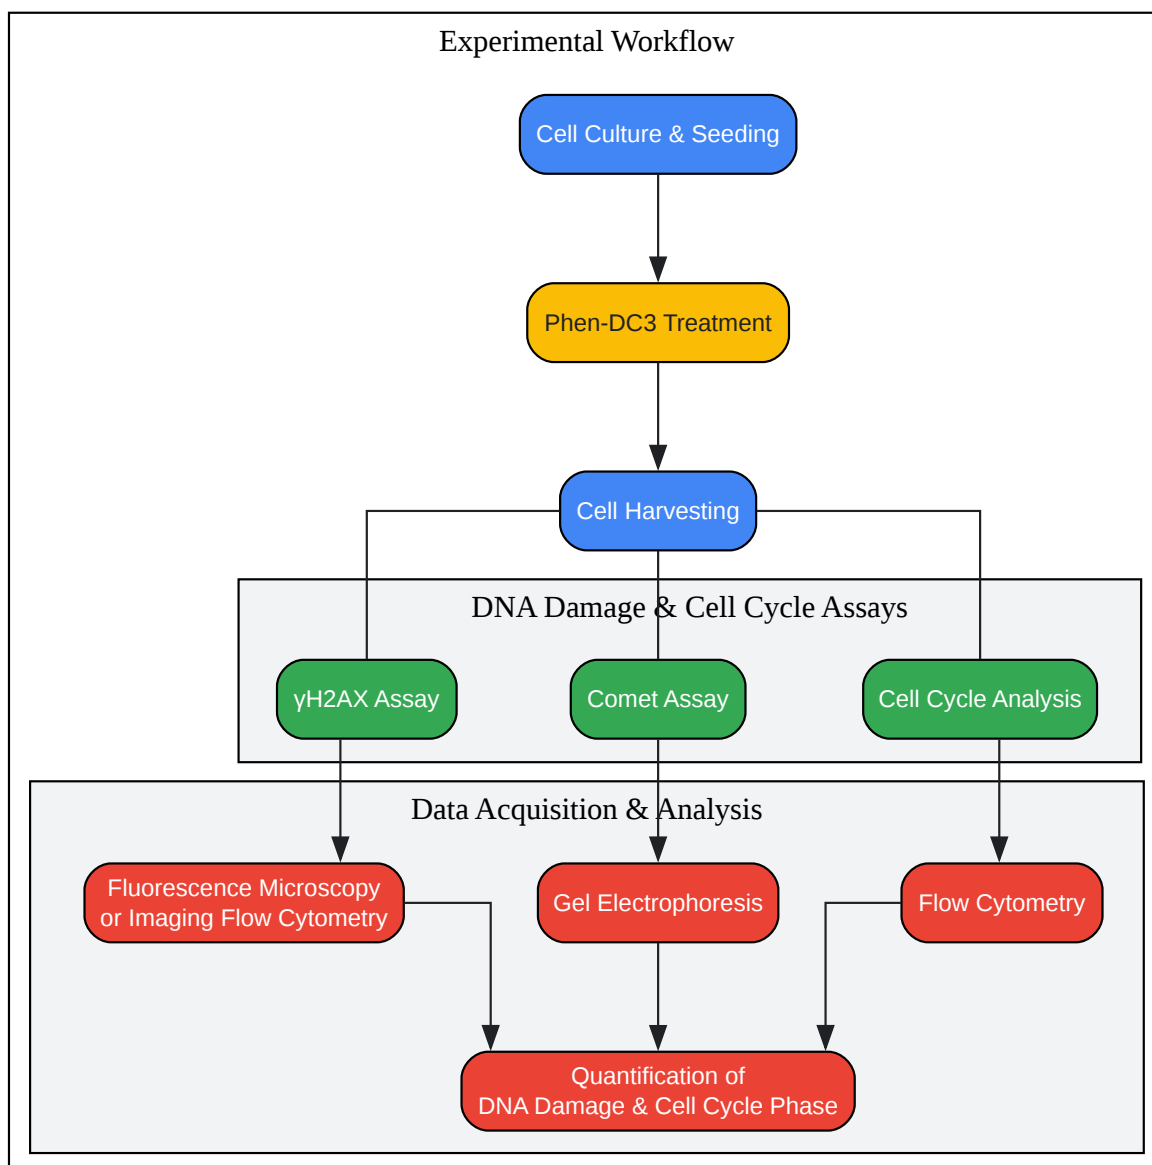 Experimental Workflow
Cell Culture & Seeding
Phen-DC3 Treatment
Cell Harvesting
DNA Damage & Cell Cycle Assays
γH2AX Assay
Comet Assay
Cell Cycle Analysis
Data Acquisition & Analysis
Fluorescence Microscopy
or Imaging Flow Cytometry
Gel Electrophoresis
Flow Cytometry
Quantification of
DNA Damage & Cell Cycle Phase